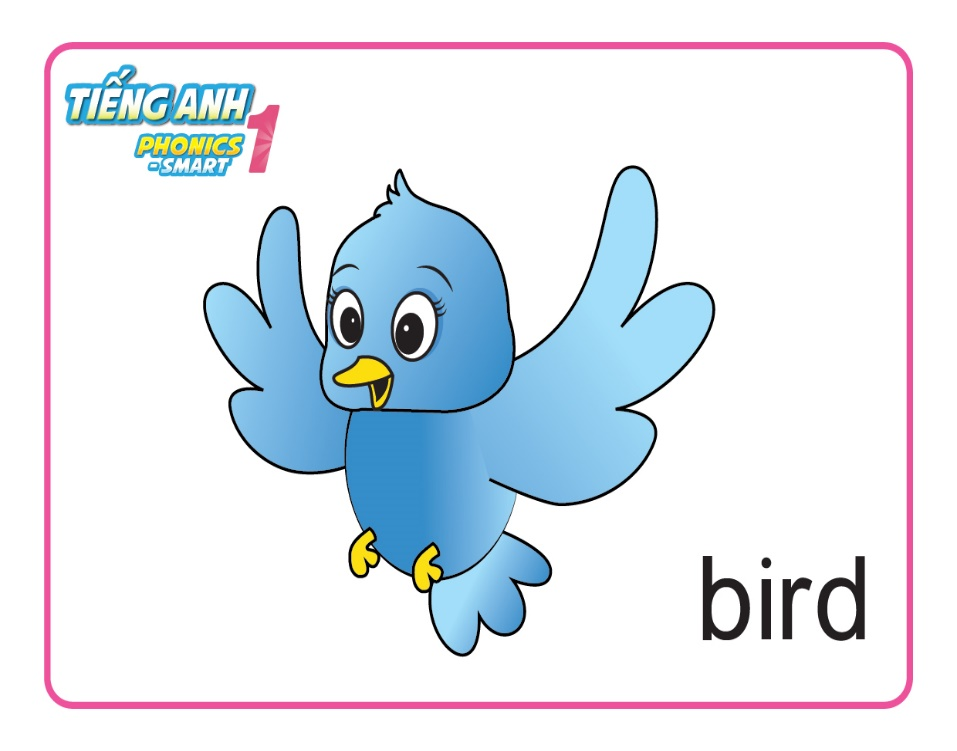 TIẾNG ANH
PHONICS
- SMART 1
bird